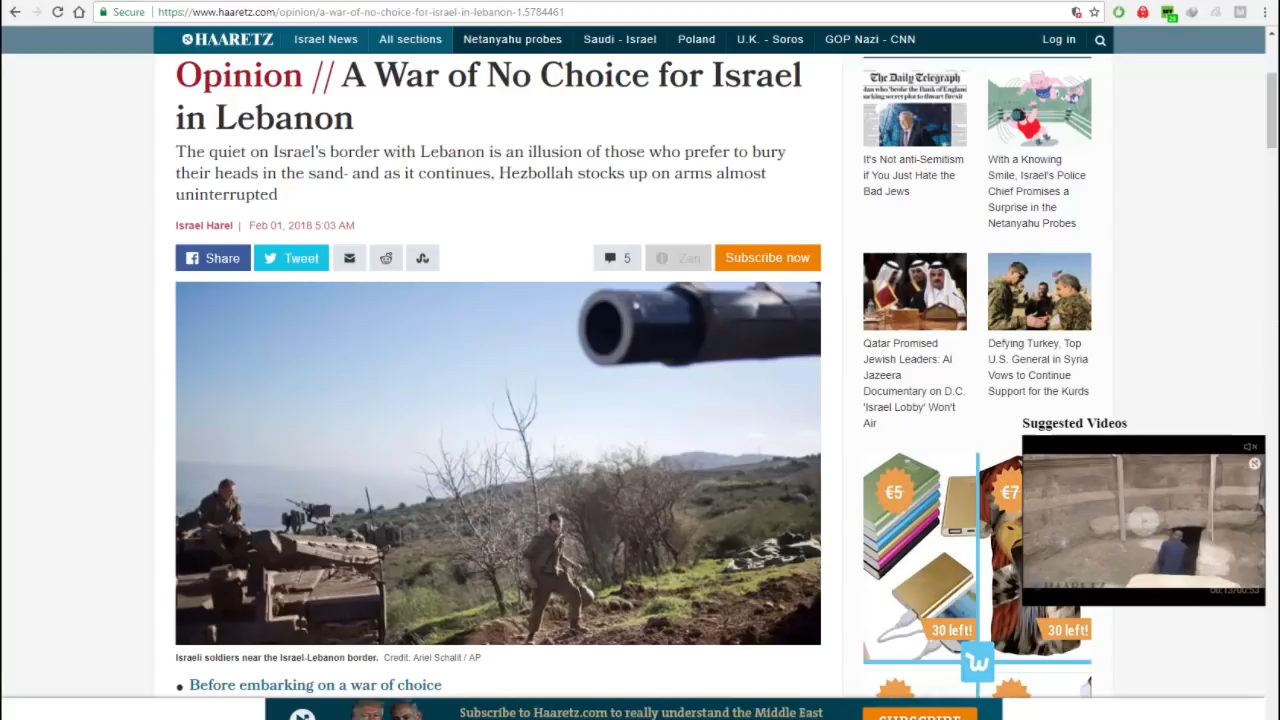 Secure
https://www.haaretz.com/opinion/a-war-of-no-choice-for-israel-in-lebanon-1.5784461
HAARETZ
Israel News
All sections
Netanyahu probes
Saudi - Israel
Poland
U.K. - Soros
GOP Nazi - CNN
Log in
Opinion // A War of No Choice for Israel
in Lebanon
The quiet on Israel's border with Lebanon is an illusion of those who prefer to bury
their heads in the sand- and as it continues, Hezbollah stocks up on arms almost
uninterrupted
Israel Harel | Feb 01, 2018 5:03 AM
Share
Tweet
5
Zen
Subscribe now
Israeli soldiers near the Israel-Lebanon border. Credit: Ariel Schalit / AP
• Before embarking on a war of choice
The Daily Telegraph
It's Not anti-Semitism
if You Just Hate the
Bad Jews
With a Knowing
Smile, Israel's Police
Chief Promises a
Surprise in the
Netanyahu Probes
Qatar Promised
Jewish Leaders: Al
Jazeera
Documentary on D.C.
'Israel Lobby' Won't
Air
Defying Turkey, Top
U.S. General in Syria
Vows to Continue
Support for the Kurds
Suggested Videos
€5
€7
HAARETZ
30 left!
30 left!
Subscribe to Haaretz.com to really understand the Middle East
SUBSCRIBE